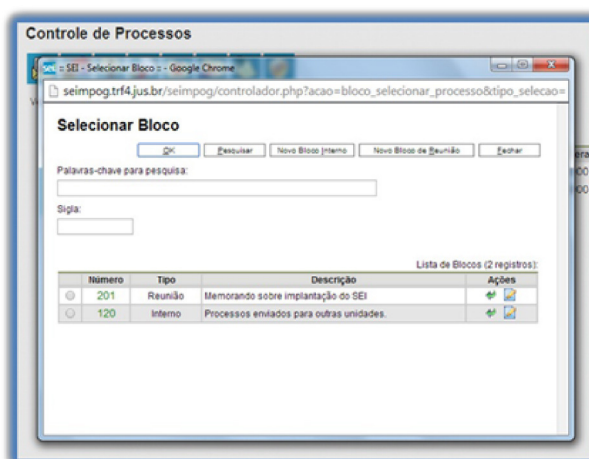 Controle de Processos
sei :: SEI - Selecionar Bloco :: - Google Chrome
seimpog.trf4.jus.br/seimpog/controlador.php?acao=bloco_selecionar_processo&tipo_selecao=
Selecionar Bloco
OK Pesquisar Novo Bloco Interno Novo Bloco de Reunião Fechar
Palavras-chave para pesquisa:
Sigla:
Lista de Blocos (2 registros):
Número Tipo Descrição Ações
201 Reunião Memorando sobre implantação do SEI
120 Interno Processos enviados para outras unidades.